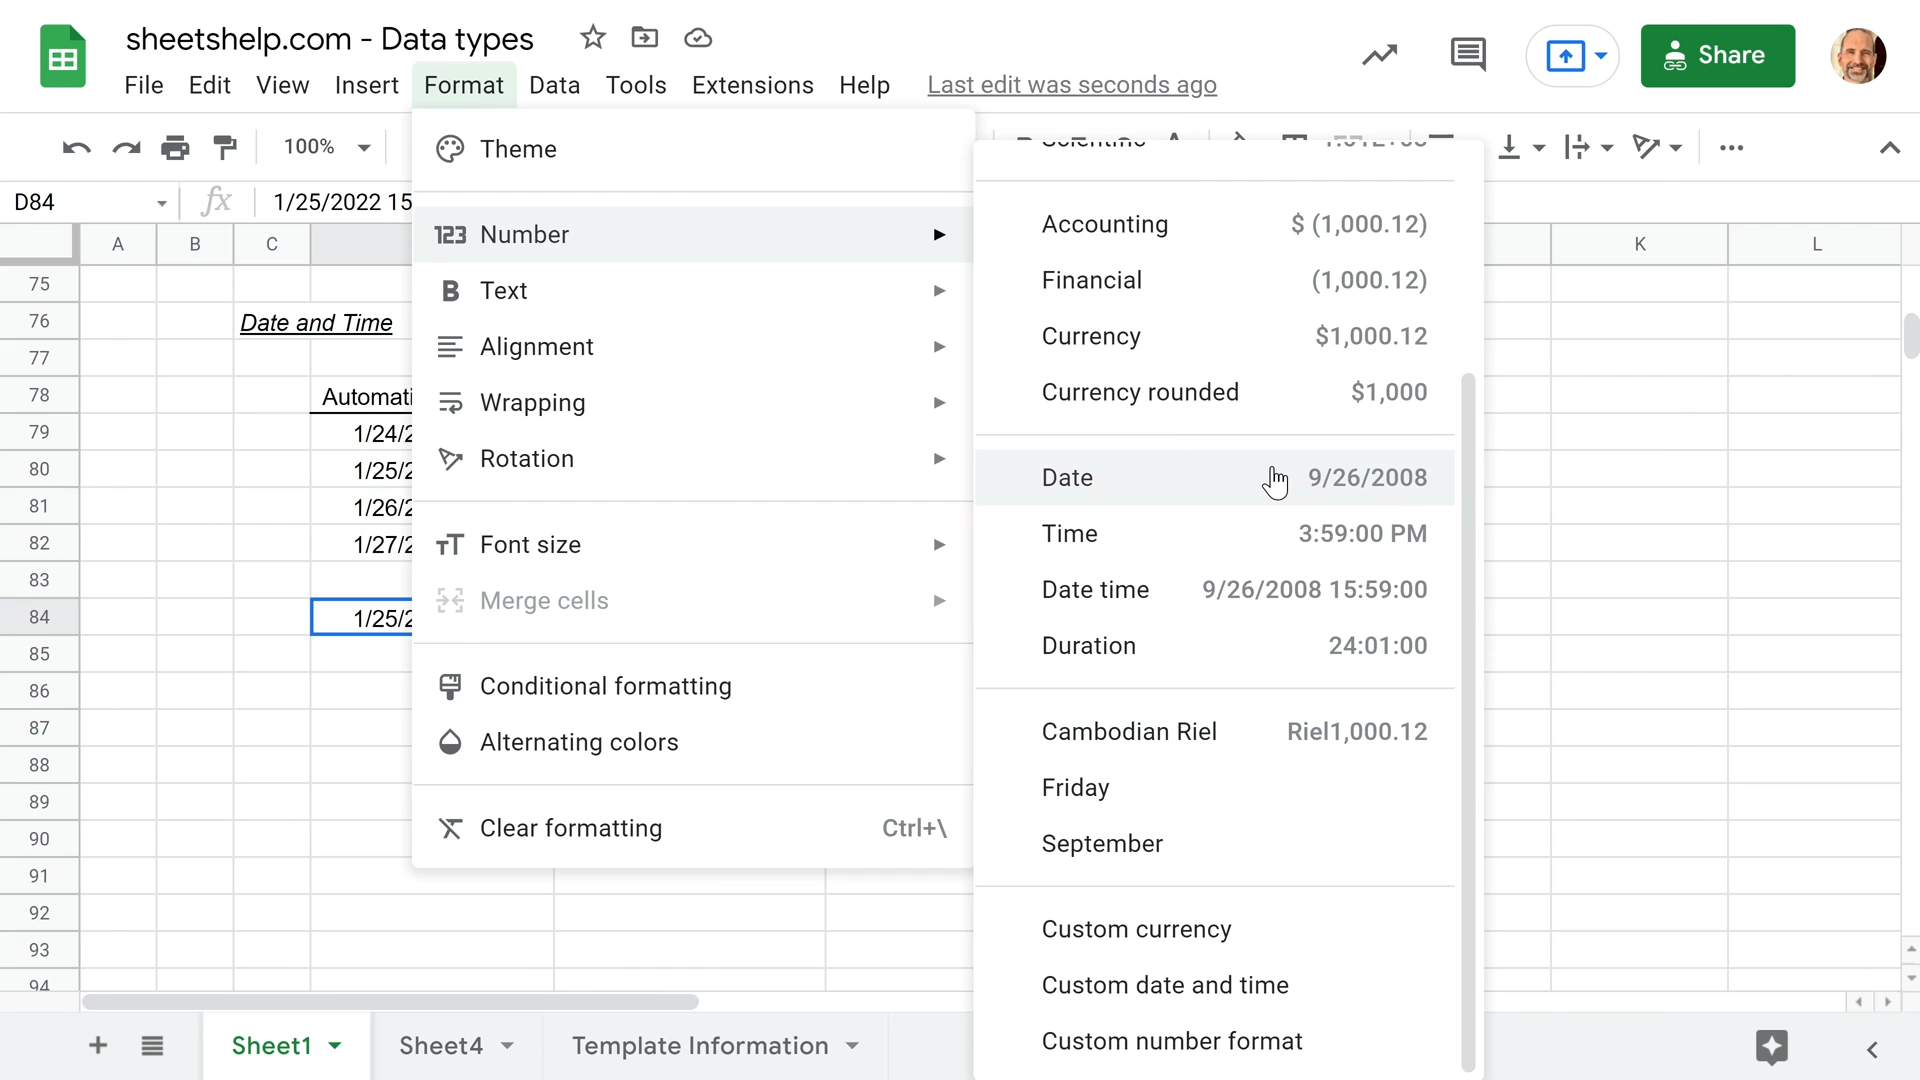 sheetshelp.com - Data types
File Edit View Insert Format Data Tools Extensions Help Last edit was seconds ago
Share
100%
D84
fx 1/25/2022 15
A B C K L
75
76 Date and Time
77
78 Automati
79 1/24/2
80 1/25/2
81 1/26/2
82 1/27/2
83
84 1/25/2
85
86
87
88
89
90
91
92
93
94
Theme
123 Number
B Text
Alignment
Wrapping
Rotation
Font size
Merge cells
Conditional formatting
Alternating colors
Clear formatting Ctrl+\
Accounting $ (1,000.12)
Financial (1,000.12)
Currency $1,000.12
Currency rounded $1,000
Date 9/26/2008
Time 3:59:00 PM
Date time 9/26/2008 15:59:00
Duration 24:01:00
Cambodian Riel Riel1,000.12
Friday
September
Custom currency
Custom date and time
Custom number format
Sheet1 Sheet4 Template Information